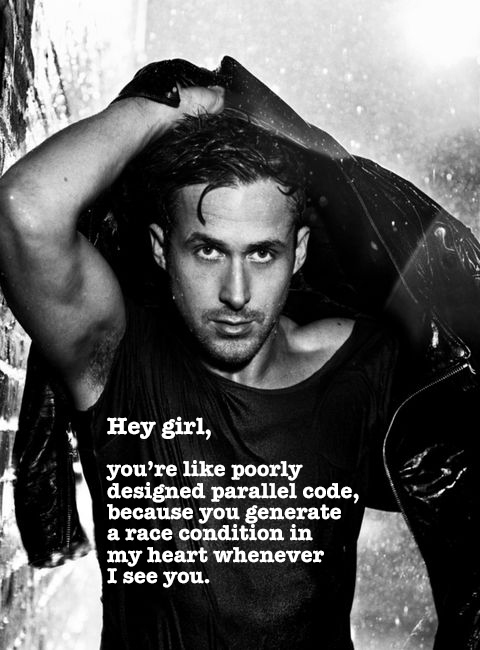 Hey girl,
you're like poorly
designed parallel code,
because you generate
a race condition in
my heart whenever
I see you.